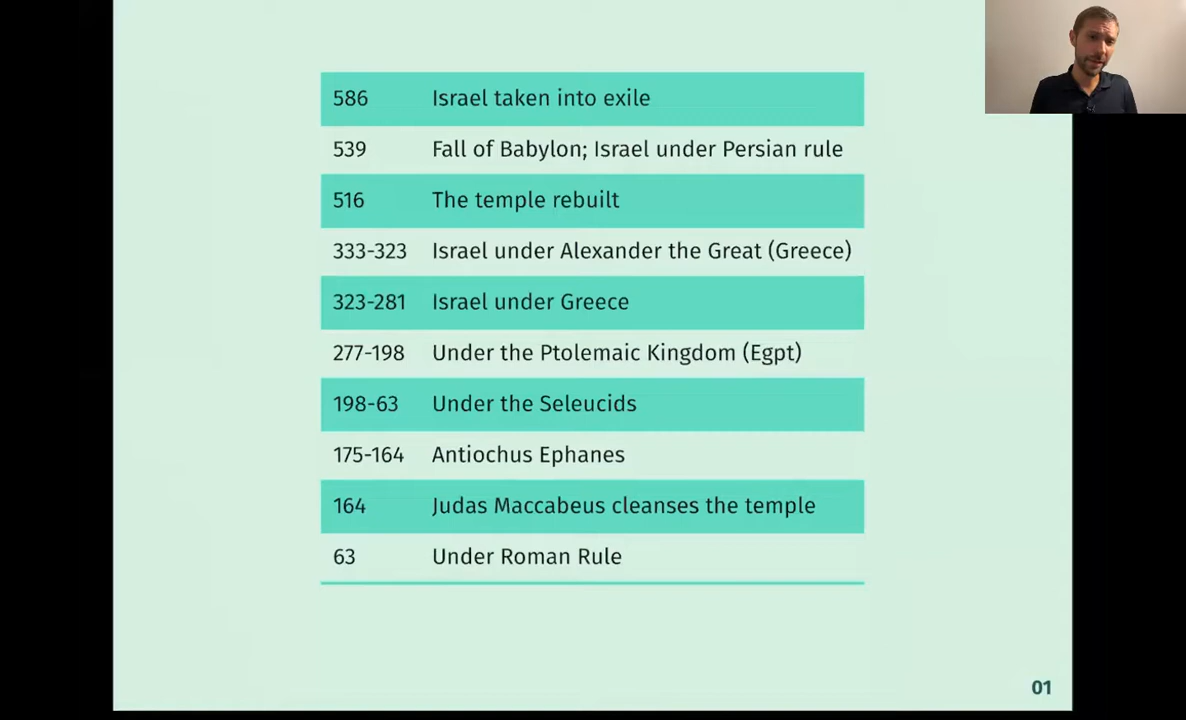 586 Israel taken into exile
539 Fall of Babylon; Israel under Persian rule
516 The temple rebuilt
333-323 Israel under Alexander the Great (Greece)
323-281 Israel under Greece
277-198 Under the Ptolemaic Kingdom (Egpt)
198-63 Under the Seleucids
175-164 Antiochus Ephanes
164 Judas Maccabeus cleanses the temple
63 Under Roman Rule
01